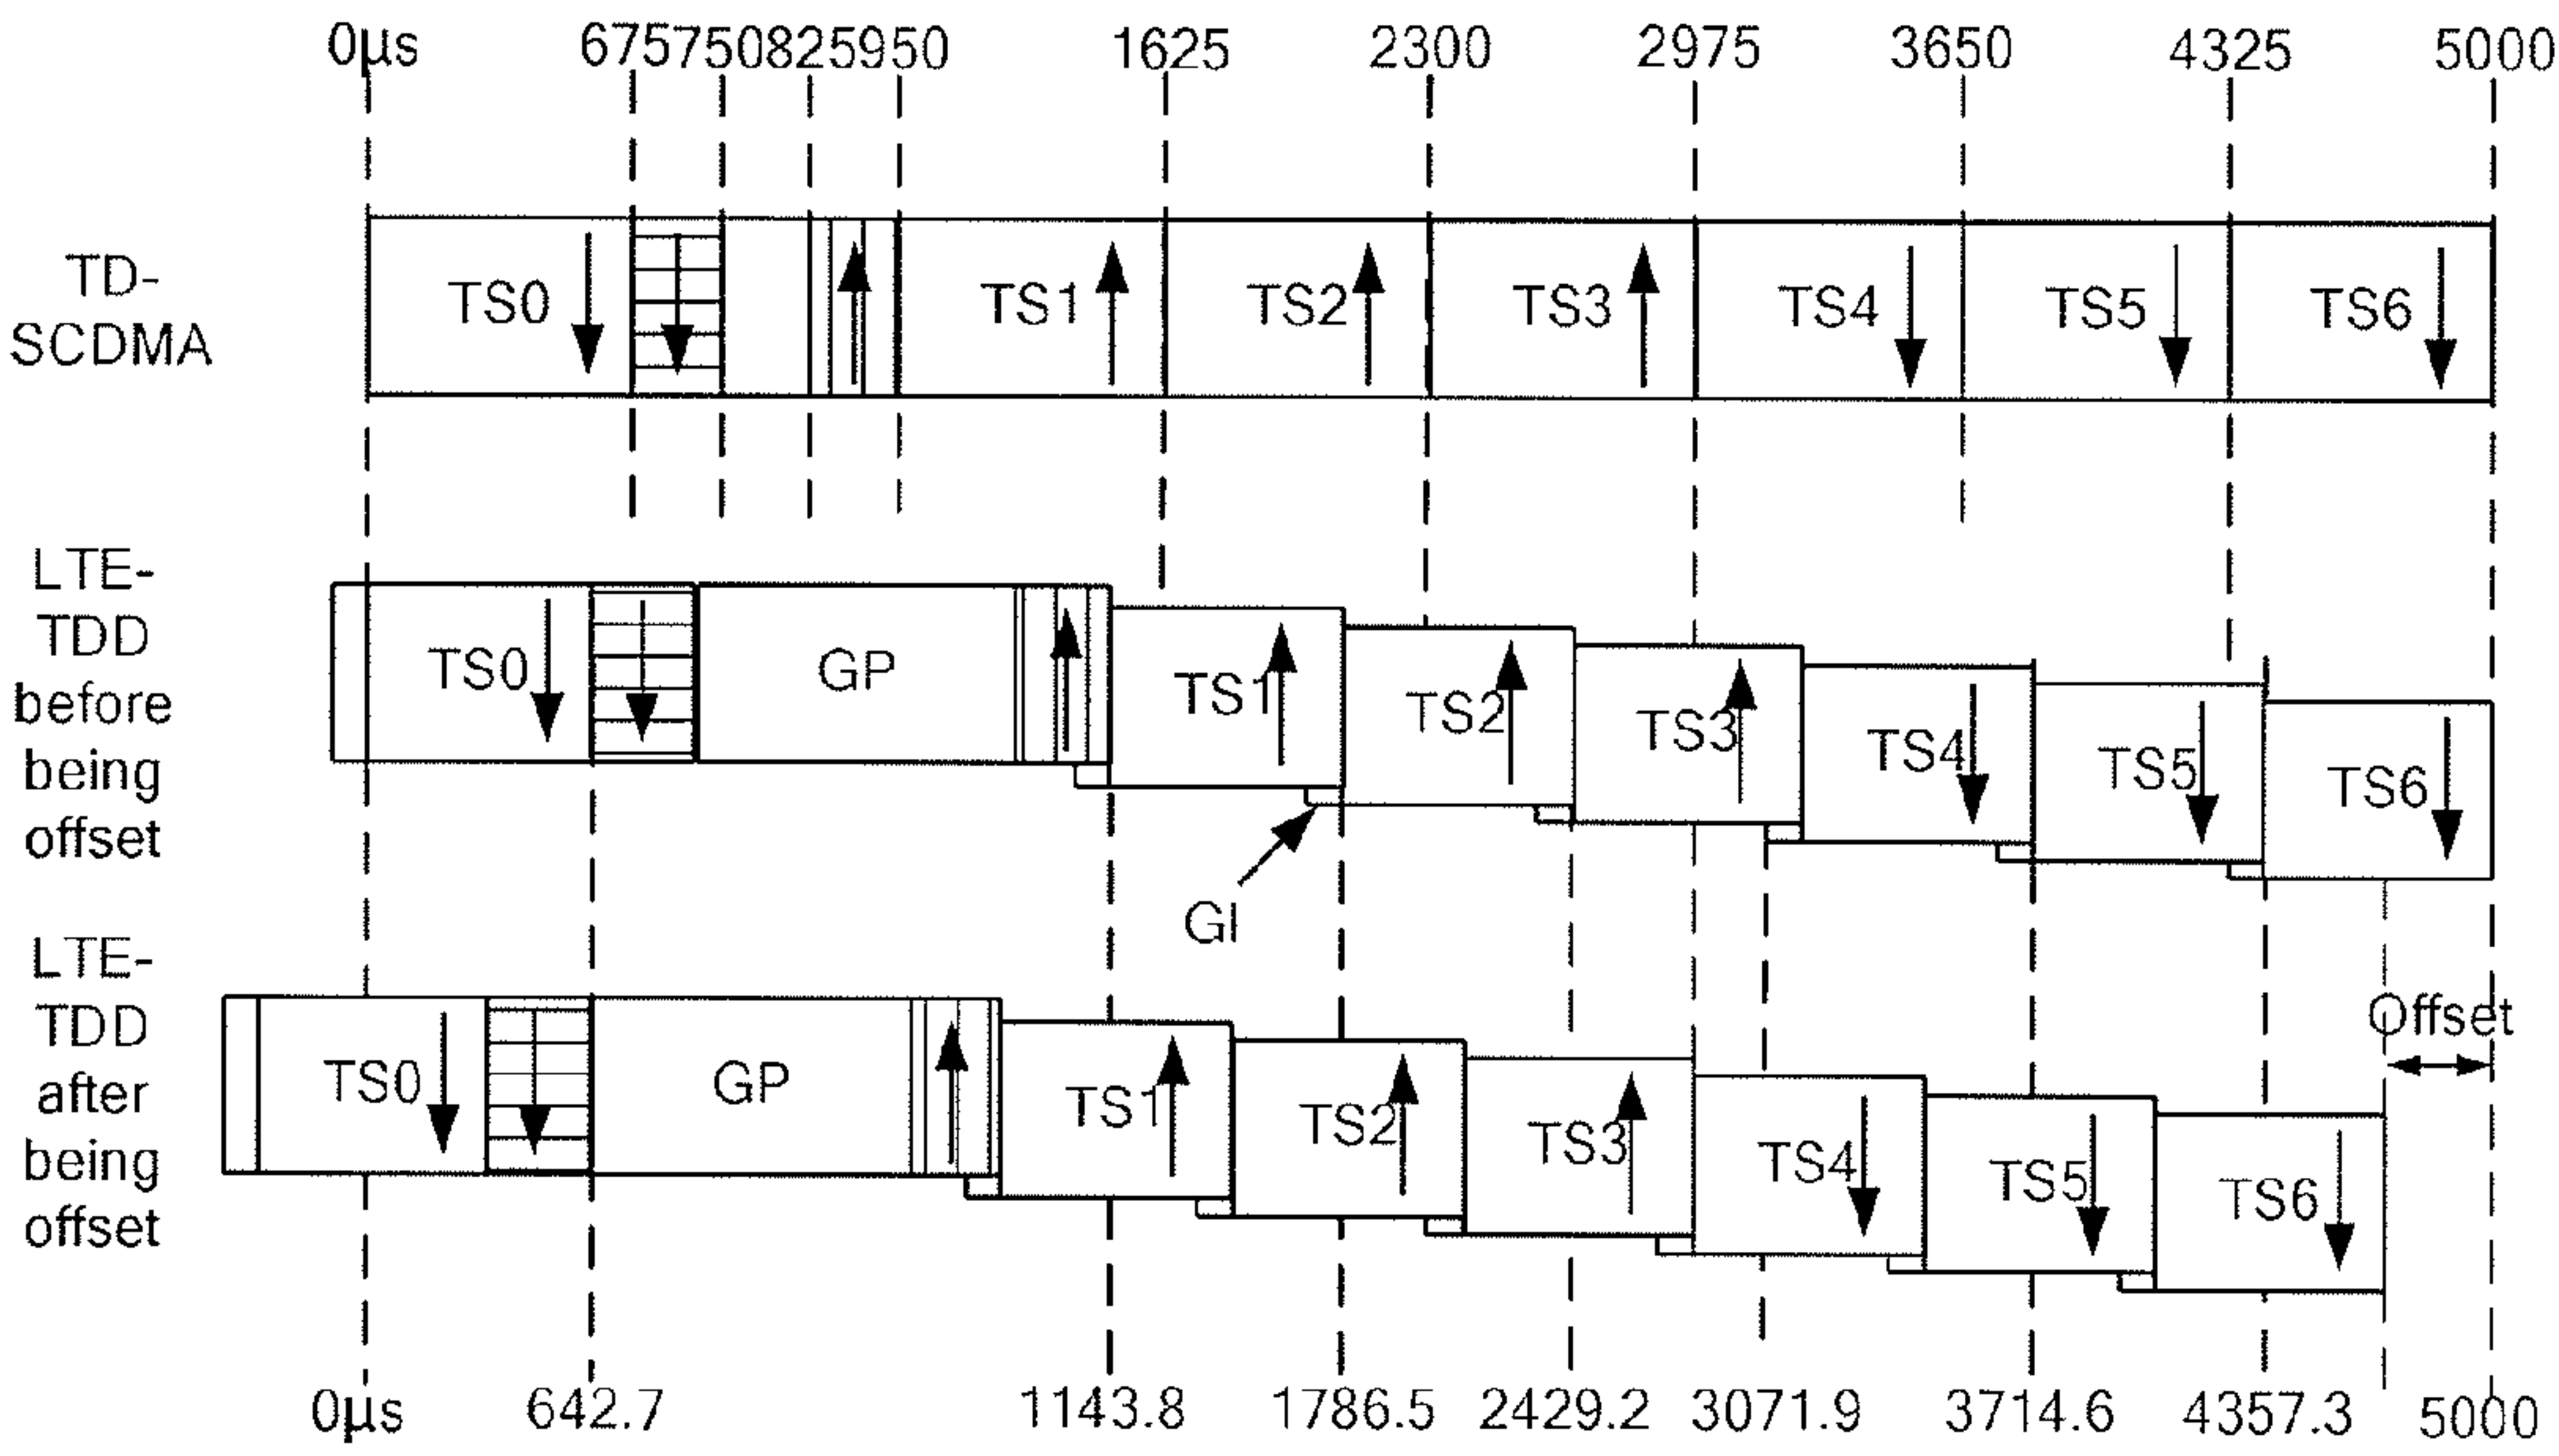 0μs 675 750 825 950 1625 2300 2975 3650 4325 5000
TD-
SCDMA
TS0 TS1 TS2 TS3 TS4 TS5 TS6
LTE-
TDD
before
being
offset
TS0 GP TS1 TS2 TS3 TS4 TS5 TS6
GI
LTE-
TDD
after
being
offset
Offset
TS0 GP TS1 TS2 TS3 TS4 TS5 TS6
0μs 642.7 1143.8 1786.5 2429.2 3071.9 3714.6 4357.3 5000